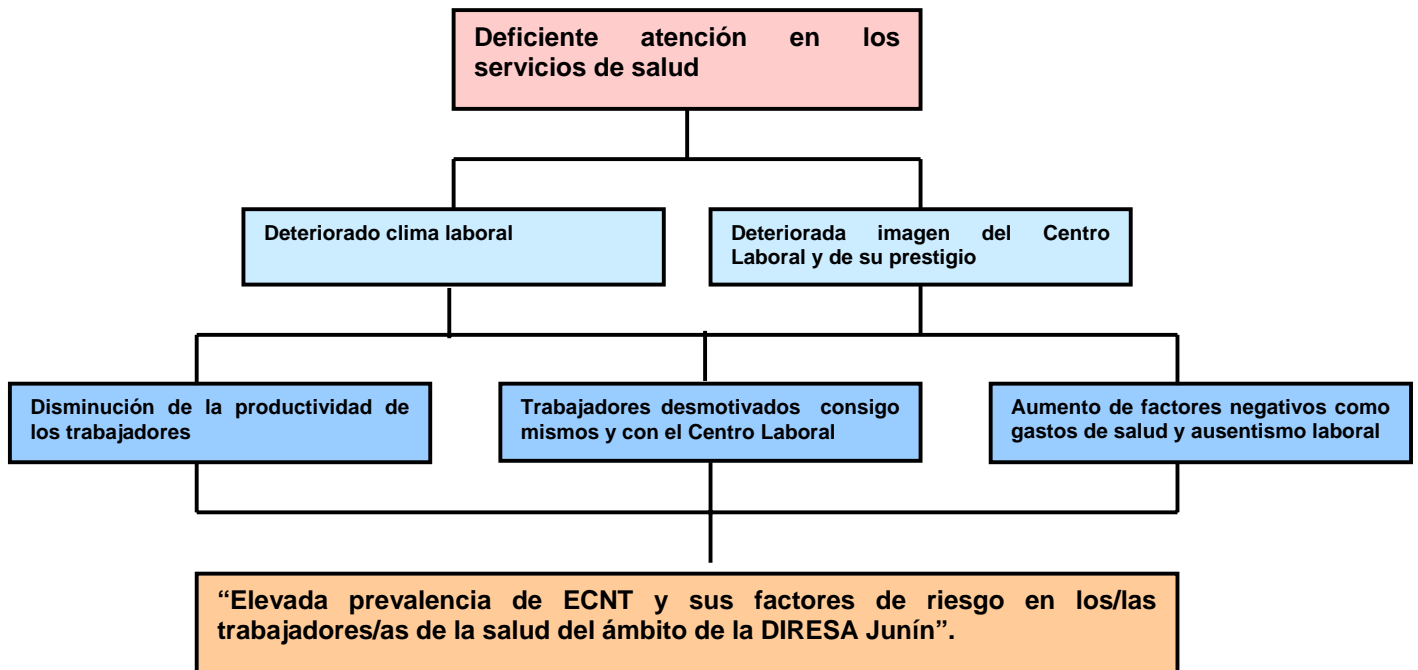 Deficiente atención en los
servicios de salud
Deteriorado clima laboral
Deteriorada imagen del Centro
Laboral y de su prestigio
Disminución de la productividad de
los trabajadores
Trabajadores desmotivados consigo
mismos y con el Centro Laboral
Aumento de factores negativos como
gastos de salud y ausentismo laboral
“Elevada prevalencia de ECNT y sus factores de riesgo en los/las
trabajadores/as de la salud del ámbito de la DIRESA Junín”.